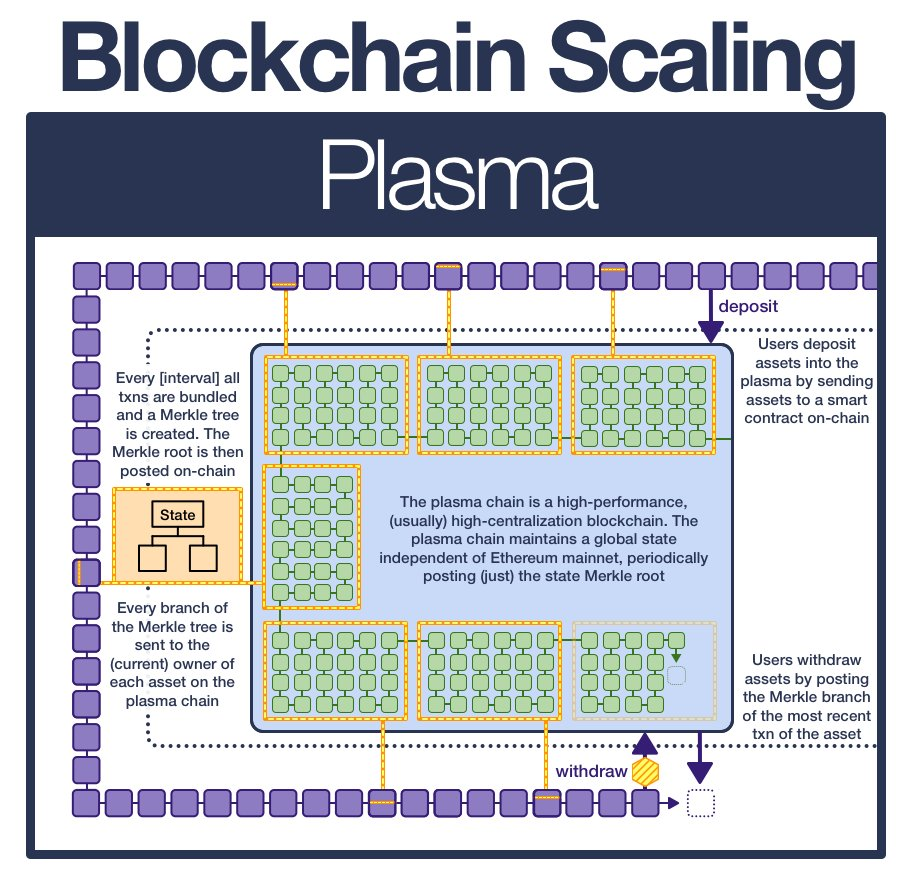 Blockchain Scaling
Plasma
deposit
Users deposit
assets into the
plasma by sending
assets to a smart
contract on-chain
Every [interval] all
txns are bundled
and a Merkle tree
is created. The
Merkle root is then
posted on-chain
State
The plasma chain is a high-performance,
(usually) high-centralization blockchain. The
plasma chain maintains a global state
independent of Ethereum mainnet, periodically
posting (just) the state Merkle root
Every branch of
the Merkle tree is
sent to the
(current) owner of
each asset on the
plasma chain
Users withdraw
assets by posting
the Merkle branch
of the most recent
txn of the asset
withdraw